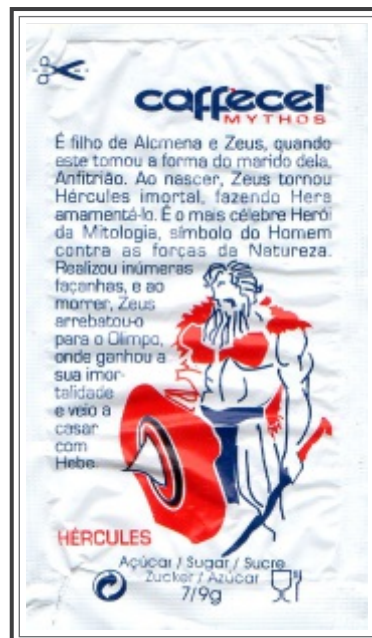 caffècel
MYTHOS
É filho de Alcmena e Zeus, quando
este tomou a forma do marido dela,
Anfitrião. Ao nascer, Zeus tornou
Hércules imortal, fazendo Hera
amamentá-lo. É o mais célebre Herói
da Mitologia, símbolo do Homem
contra as forças da Natureza.
Realizou inúmeras
façanhas, e ao
morrer, Zeus
arrebatou-o
para o Olimpo,
onde ganhou a
sua imor-
talidade
e veio a
casar
com
Hebe.
HÉRCULES
Açúcar / Sugar / Sucre
Zucker / Azúcar
7/9g